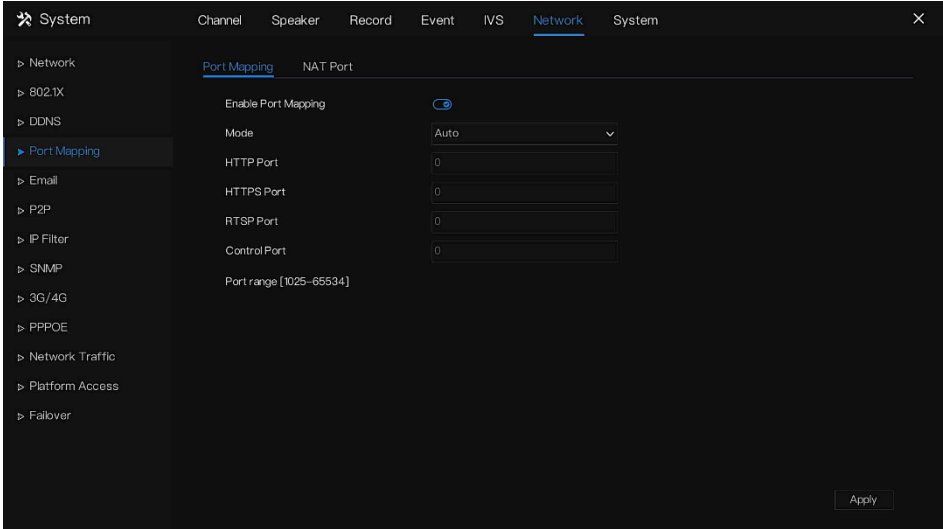 System
Channel Speaker Record Event IVS Network System
Network
802.1X
DDNS
Port Mapping
Email
P2P
IP Filter
SNMP
3G/4G
PPPOE
Network Traffic
Platform Access
Failover
Port Mapping NAT Port
Enable Port Mapping
Mode Auto
HTTP Port 0
HTTPS Port 0
RTSP Port 0
Control Port 0
Port range [1025-65534]
Apply